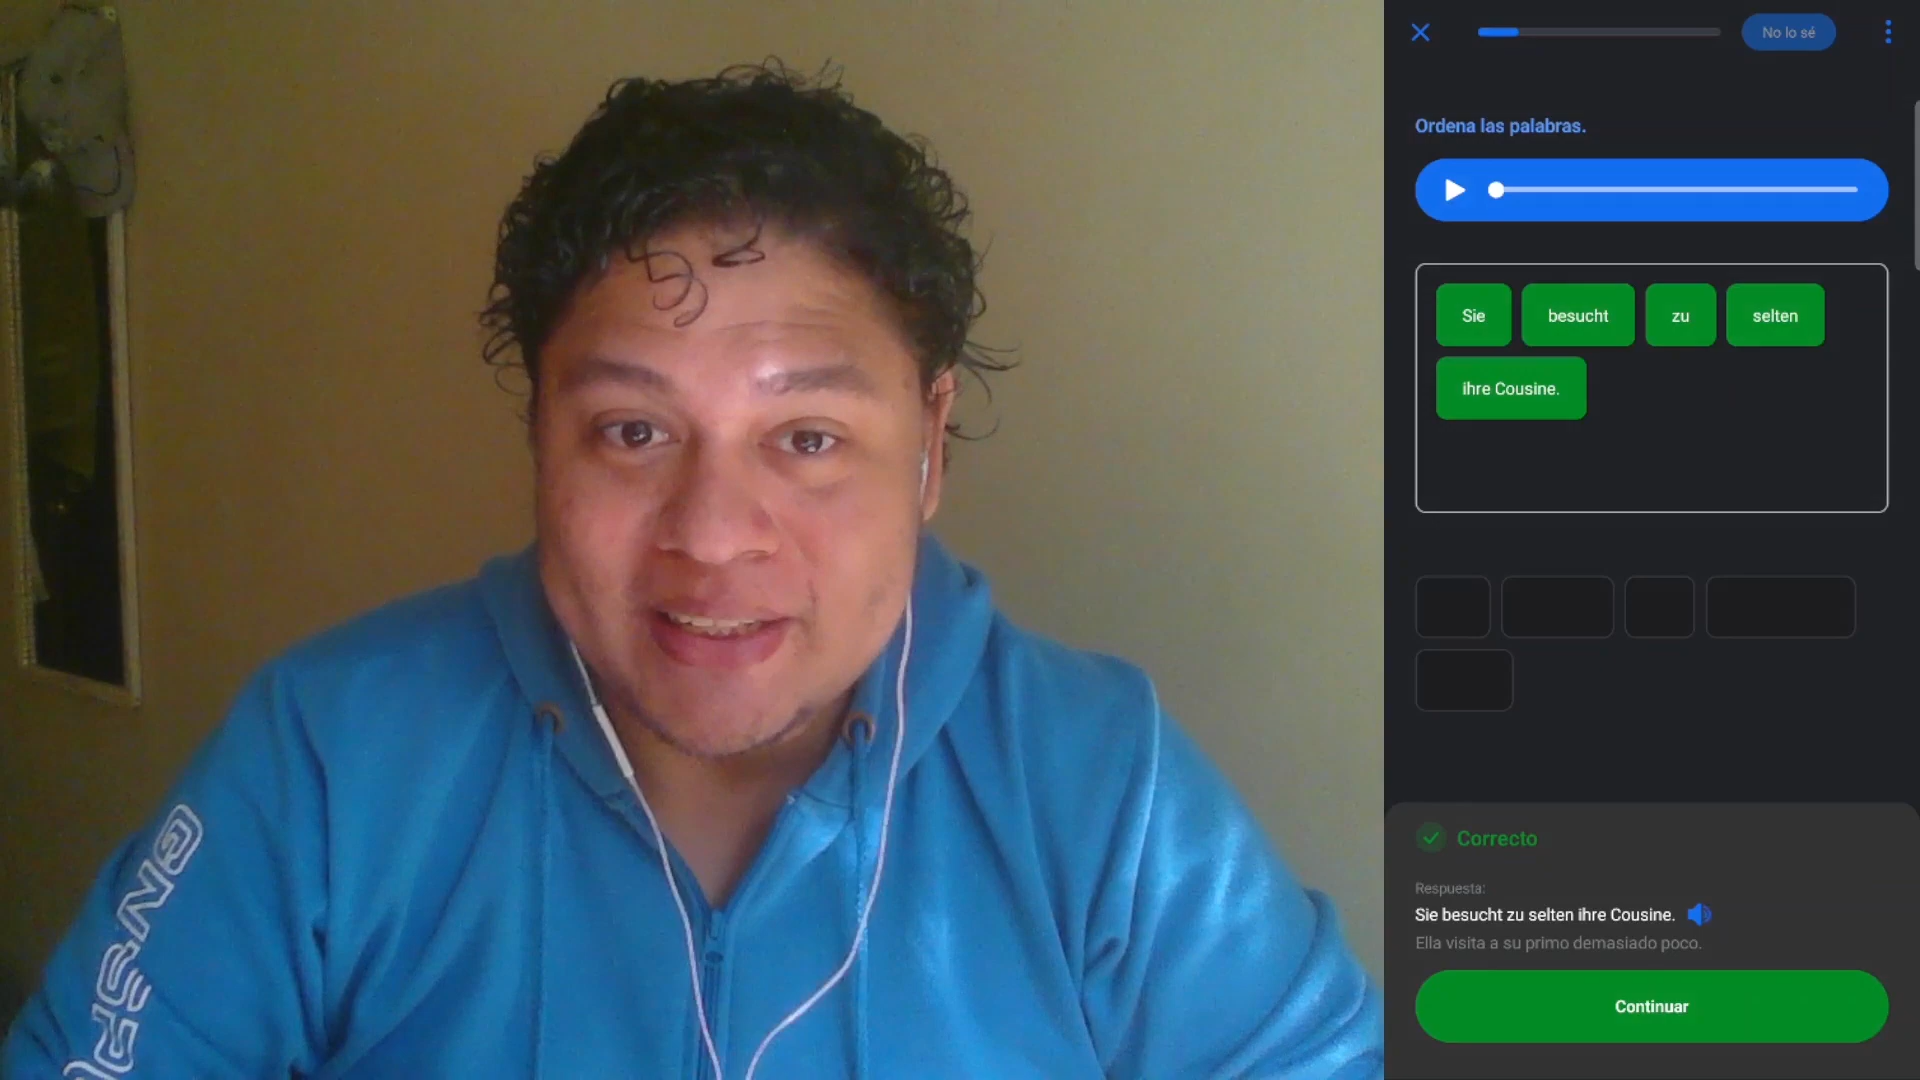 No lo sé
Ordena las palabras.
Sie besucht zu selten
ihre Cousine.
Correcto
Respuesta:
Sie besucht zu selten ihre Cousine.
Ella visita a su primo demasiado poco.
Continuar